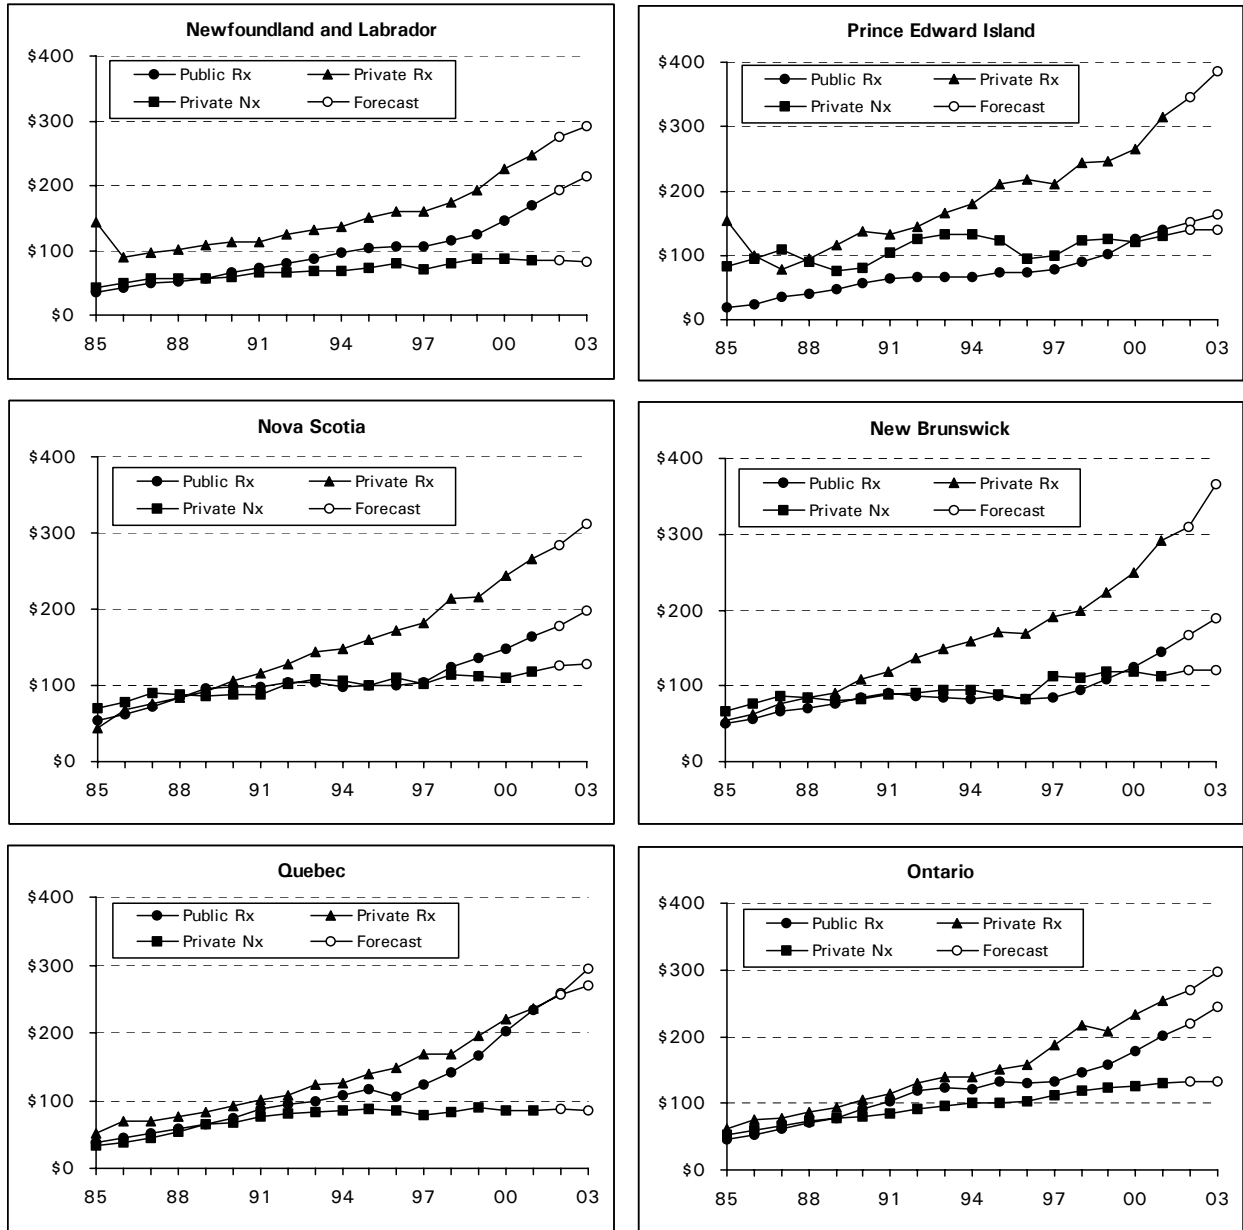 Newfoundland and Labrador
$400
Public Rx Private Rx
Private Nx Forecast
$300
$200
$100
$0
85 88 91 94 97 00 03
Prince Edward Island
$400
Public Rx Private Rx
Private Nx Forecast
$300
$200
$100
$0
85 88 91 94 97 00 03
Nova Scotia
$400
Public Rx Private Rx
Private Nx Forecast
$300
$200
$100
$0
85 88 91 94 97 00 03
New Brunswick
$400
Public Rx Private Rx
Private Nx Forecast
$300
$200
$100
$0
85 88 91 94 97 00 03
Quebec
$400
Public Rx Private Rx
Private Nx Forecast
$300
$200
$100
$0
85 88 91 94 97 00 03
Ontario
$400
Public Rx Private Rx
Private Nx Forecast
$300
$200
$100
$0
85 88 91 94 97 00 03